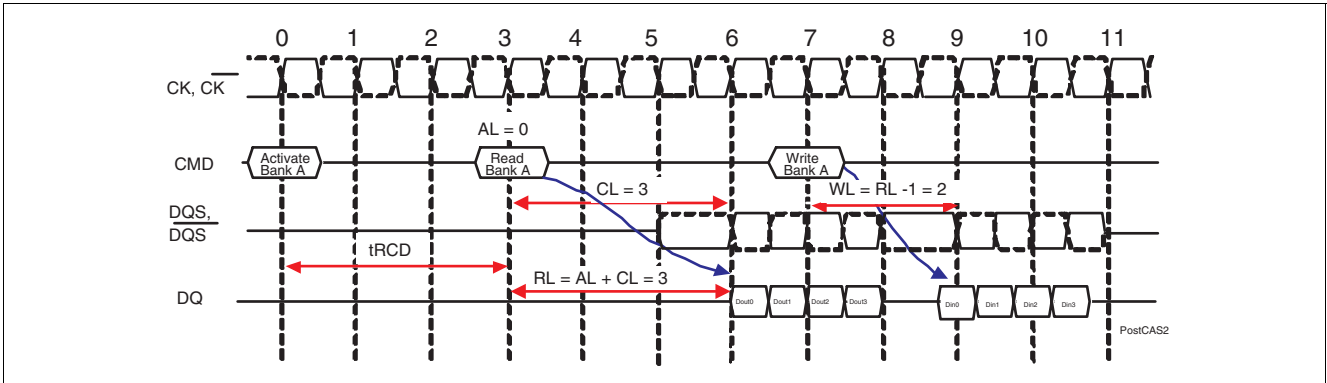 0 1 2 3 4 5 6 7 8 9 10 11
CK, CK
AL = 0
CMD
Activate
Bank A
Read
Bank A
Write
Bank A
CL = 3
WL = RL -1 = 2
DQS,
DQS
tRCD
RL = AL + CL = 3
DQ
Dout0 Dout1 Dout2 Dout3
Din0 Din1 Din2 Din3
PostCAS2